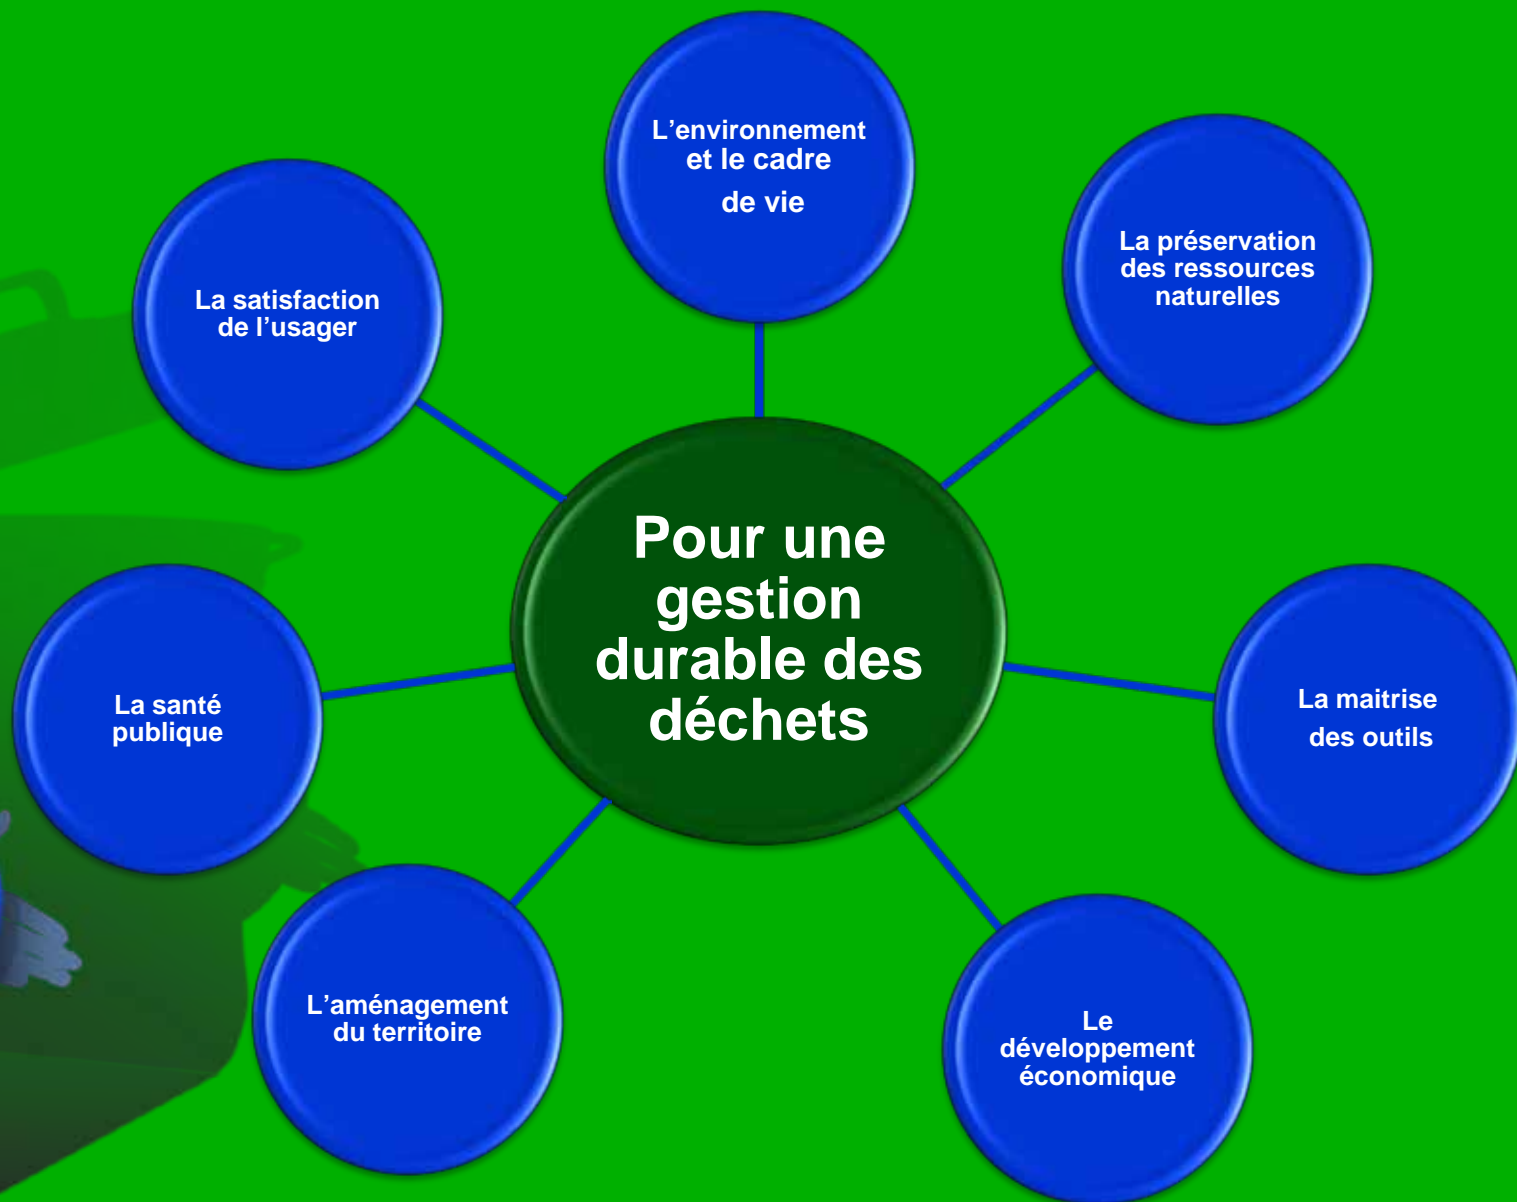 L’environnement
et le cadre
de vie
La préservation
des ressources
naturelles
La satisfaction
de l’usager
Pour une
gestion
durable des
déchets
La santé
publique
La maitrise
des outils
L’aménagement
du territoire
Le
développement
économique